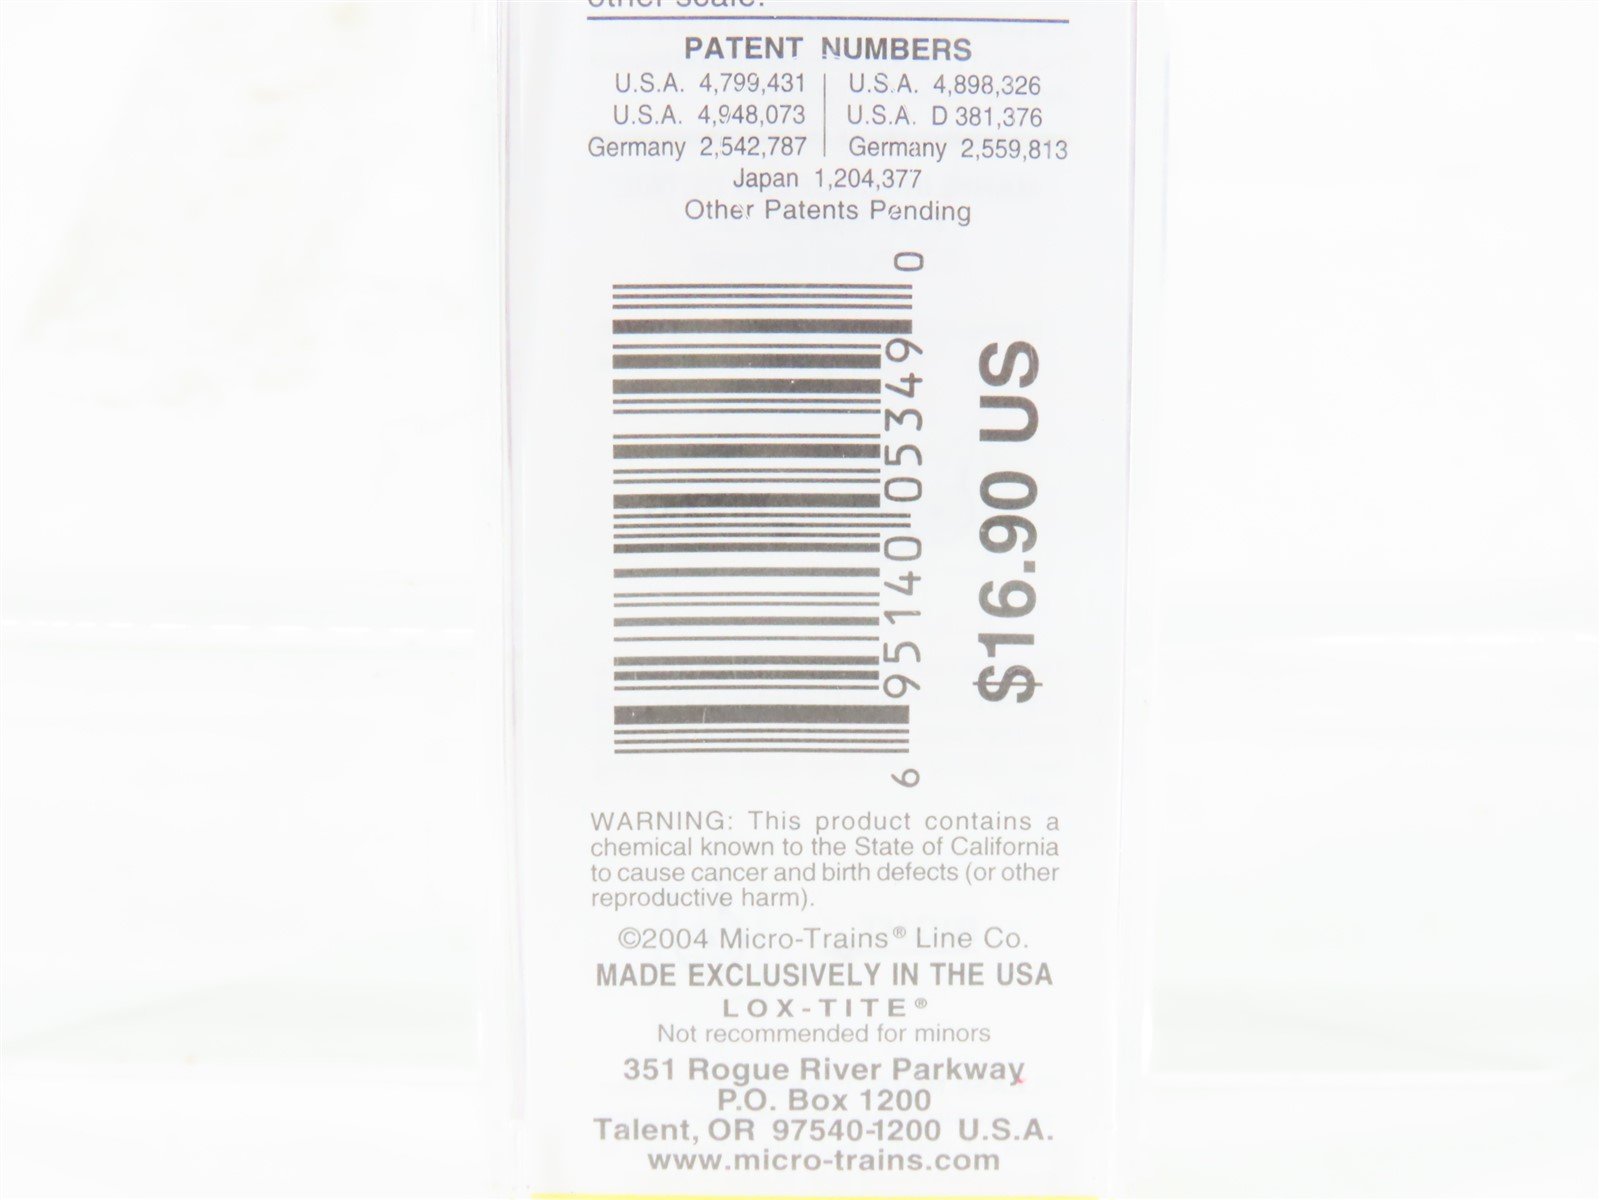 other scale.
PATENT NUMBERS
U.S.A. 4,799,431 | U.S.A. 4,898,326
U.S.A. 4,948,073 | U.S.A. D 381,376
Germany 2,542,787 | Germany 2,559,813
Japan 1,204,377
Other Patents Pending
6 95140 05349 0
$16.90 US
WARNING: This product contains a
chemical known to the State of California
to cause cancer and birth defects (or other
reproductive harm).
©2004 Micro-Trains® Line Co.
MADE EXCLUSIVELY IN THE USA
LOX-TITE®
Not recommended for minors
351 Rogue River Parkway
P.O. Box 1200
Talent, OR 97540-1200 U.S.A.
www.micro-trains.com